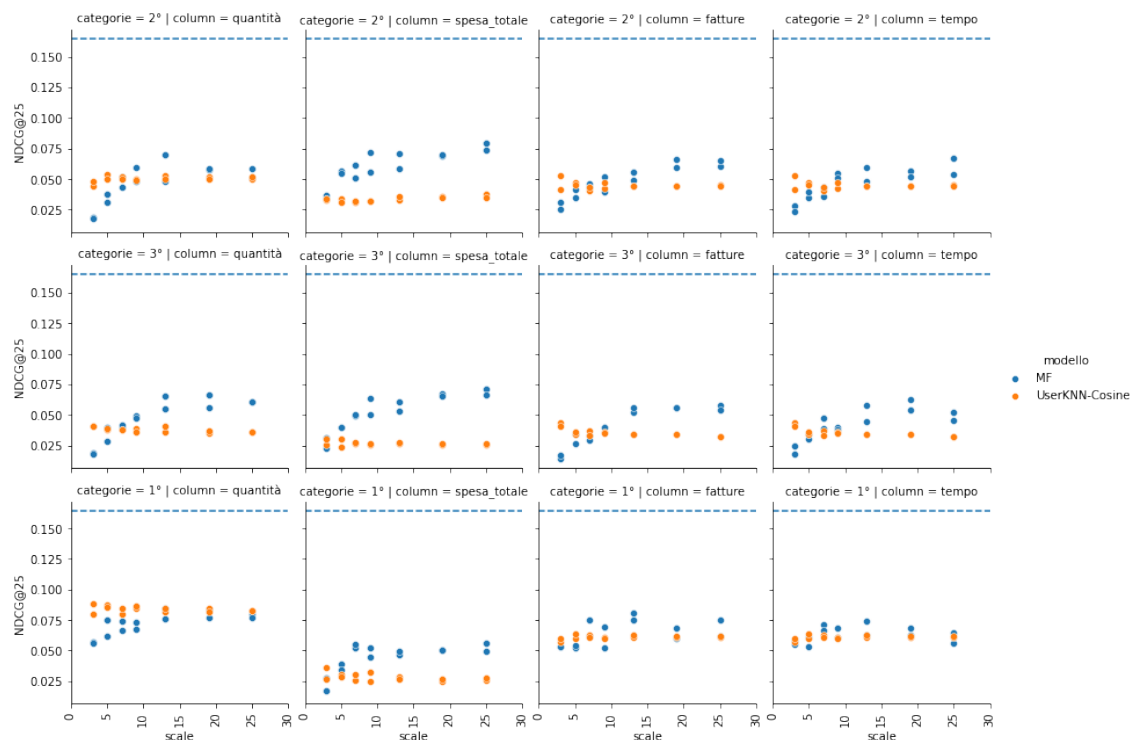 categorie = 2° | column = quantità
categorie = 2° | column = spesa_totale
categorie = 2° | column = fatture
categorie = 2° | column = tempo
0.150
0.125
0.100
0.075
0.050
0.025
NDCG@25
categorie = 3° | column = quantità
categorie = 3° | column = spesa_totale
categorie = 3° | column = fatture
categorie = 3° | column = tempo
0.150
0.125
0.100
0.075
0.050
0.025
NDCG@25
modello
MF
UserKNN-Cosine
categorie = 1° | column = quantità
categorie = 1° | column = spesa_totale
categorie = 1° | column = fatture
categorie = 1° | column = tempo
0.150
0.125
0.100
0.075
0.050
0.025
NDCG@25
0 5 10 15 20 25 30
scale
0 5 10 15 20 25 30
scale
0 5 10 15 20 25 30
scale
0 5 10 15 20 25 30
scale